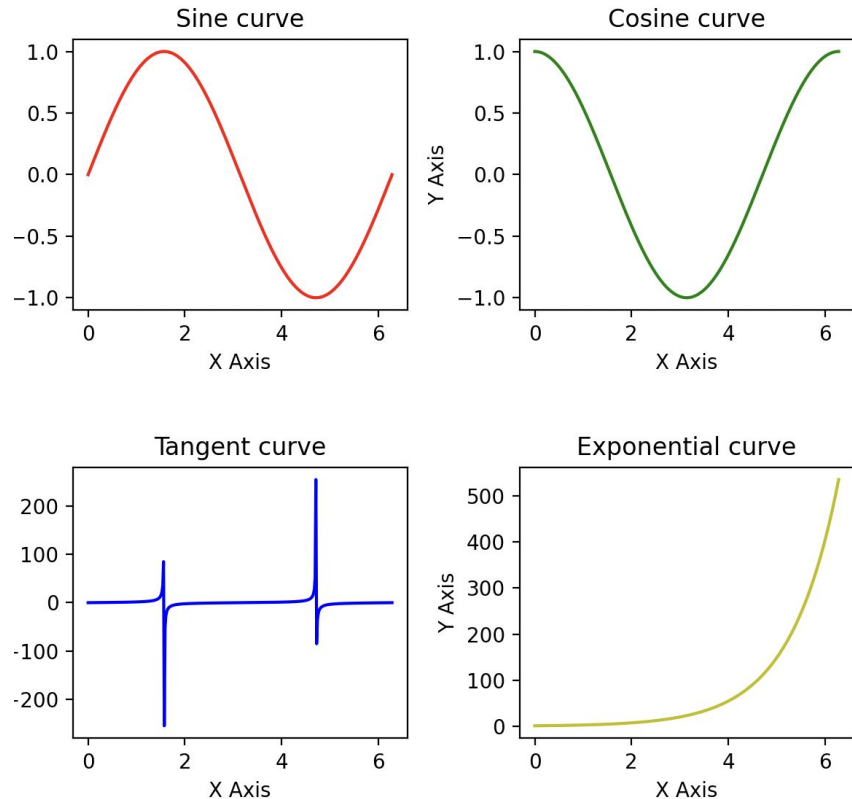 Sine curve
1.0
0.5
0.0
−0.5
−1.0
0 2 4 6
X Axis
Cosine curve
1.0
0.5
0.0
−0.5
−1.0
Y Axis
0 2 4 6
X Axis
Tangent curve
200
100
0
-100
-200
0 2 4 6
X Axis
Exponential curve
500
400
300
200
100
0
Y Axis
0 2 4 6
X Axis